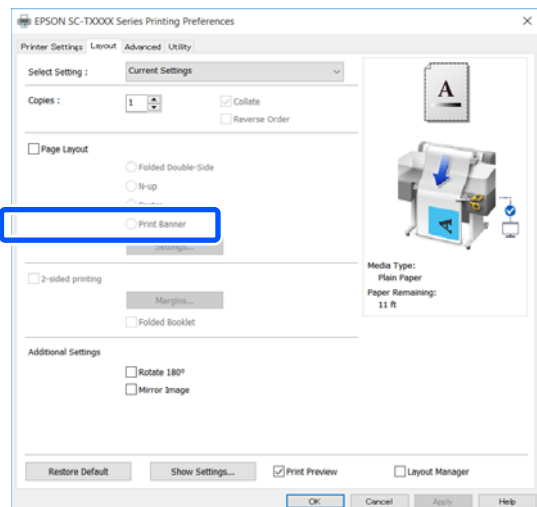 EPSON SC-TXXXX Series Printing Preferences
Printer Settings Layout Advanced Utility
Select Setting : Current Settings
Copies : 1 Collate
Reverse Order
Page Layout
Folded Double-Side
N-up
Print Banner
Settings...
2-sided printing
Margins...
Folded Booklet
Additional Settings
Rotate 180°
Mirror Image
A
A
Media Type:
Plain Paper
Paper Remaining:
11 ft
Restore Default Show Settings... Print Preview Layout Manager
OK Cancel Apply Help